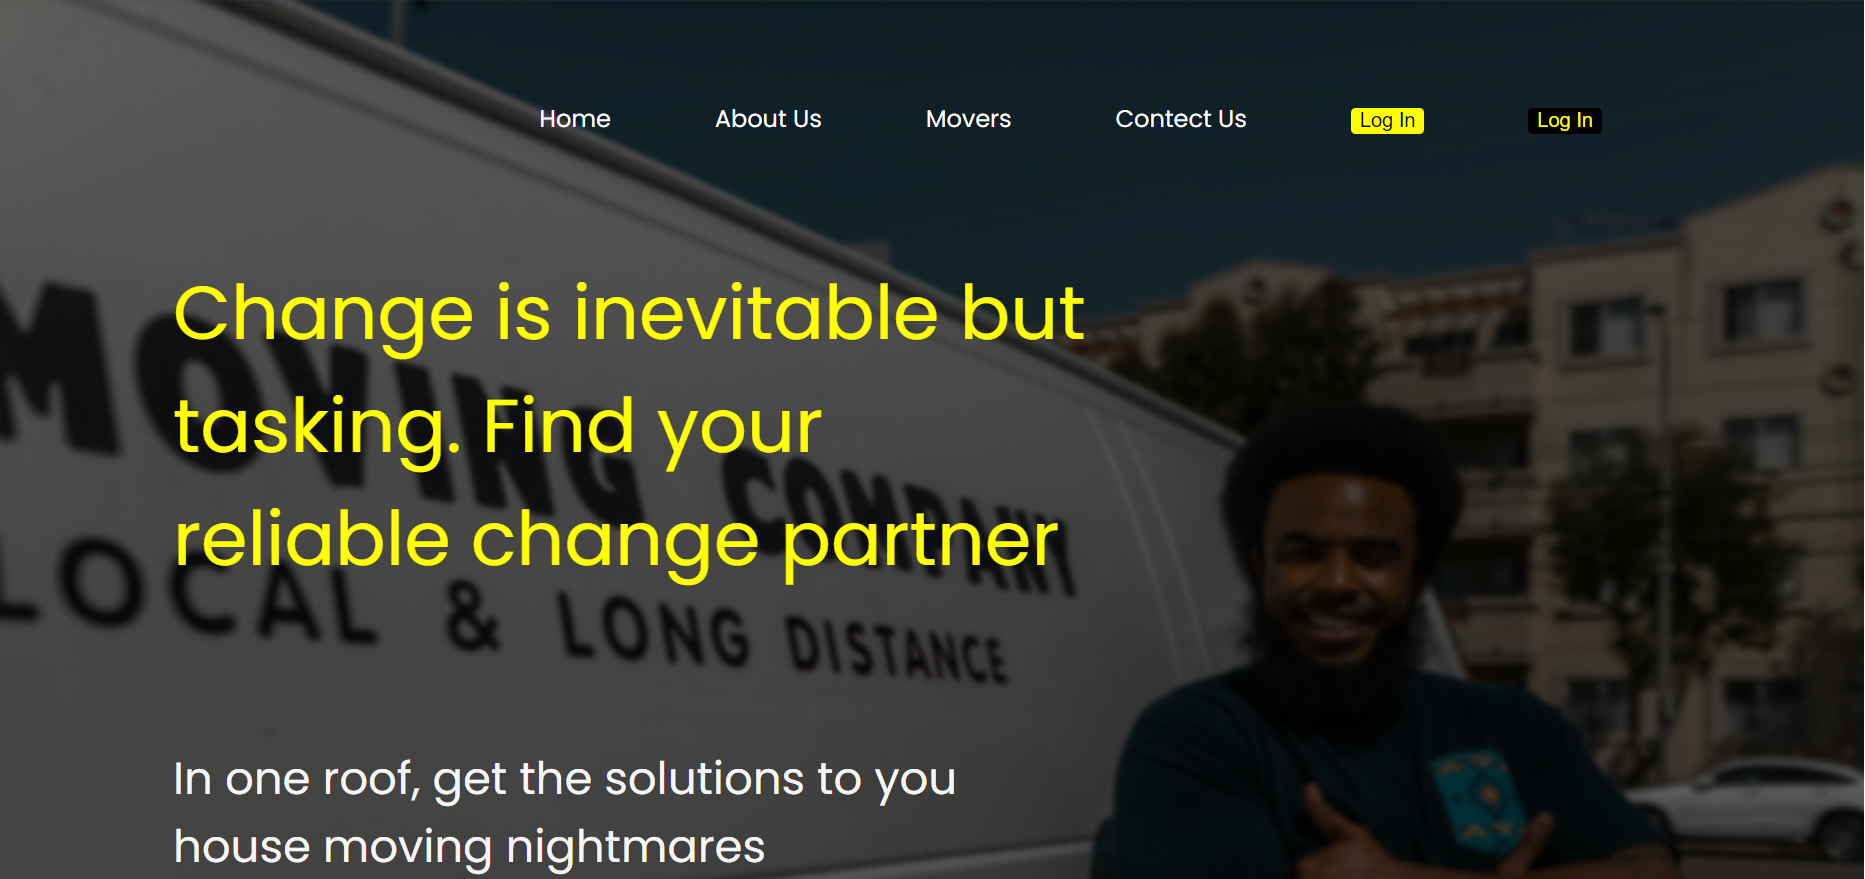 Home About Us Movers Contect Us Log In Log In
Change is inevitable but
tasking. Find your
reliable change partner
MOVING COMPANY
LOCAL & LONG DISTANCE
In one roof, get the solutions to you
house moving nightmares